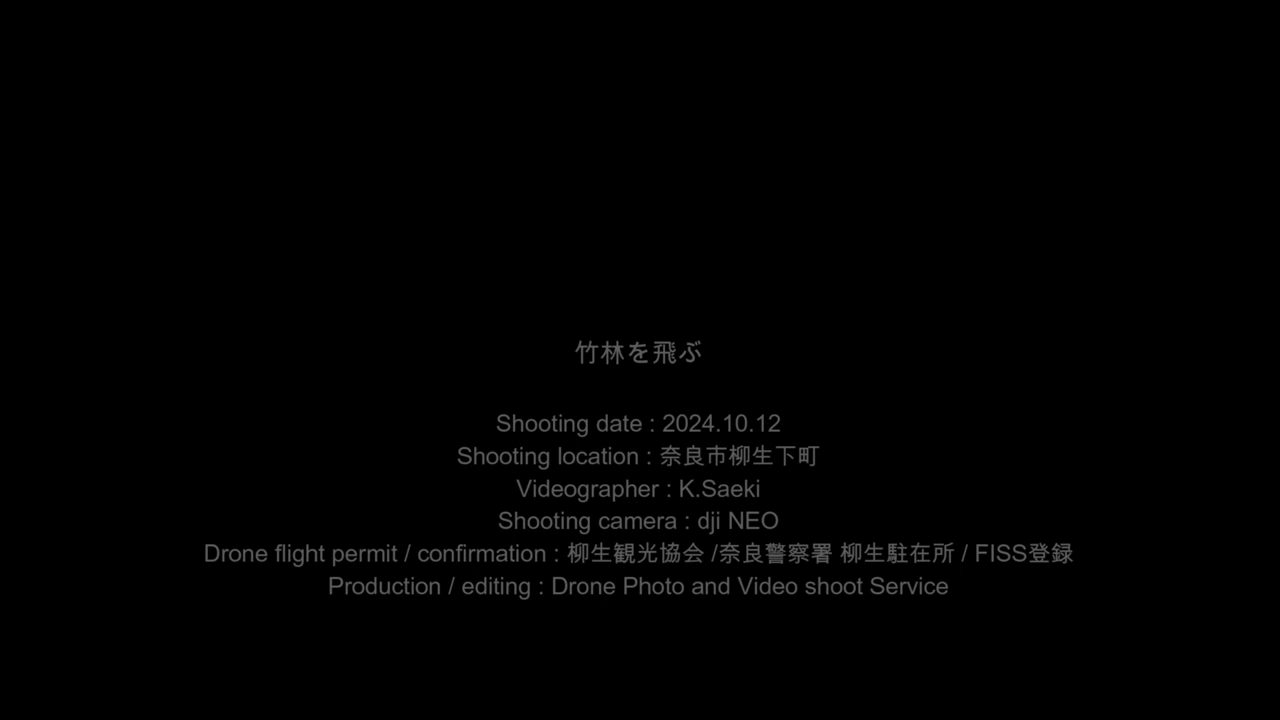 竹林を飛ぶ
Shooting date : 2024.10.12
Shooting location : 奈良市柳生下町
Videographer : K.Saeki
Shooting camera : dji NEO
Drone flight permit / confirmation : 柳生観光協会 /奈良警察署 柳生駐在所 / FISS登録
Production / editing : Drone Photo and Video shoot Service